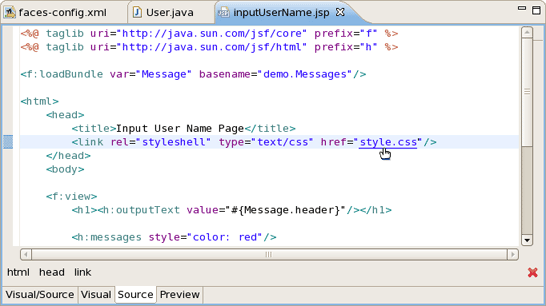 faces-config.xml User.java inputUserName.jsp
<%@ taglib uri="http://java.sun.com/jsf/core" prefix="f" %>
<%@ taglib uri="http://java.sun.com/jsf/html" prefix="h" %>
<f:loadBundle var="Message" basename="demo.Messages"/>
<html>
<head>
<title>Input User Name Page</title>
<link rel="styleshell" type="text/css" href="style.css"/>
</head>
<body>
<f:view>
<h1><h:outputText value="#{Message.header}"/></h1>
<h:messages style="color: red"/>
html head link
Visual/Source Visual Source Preview